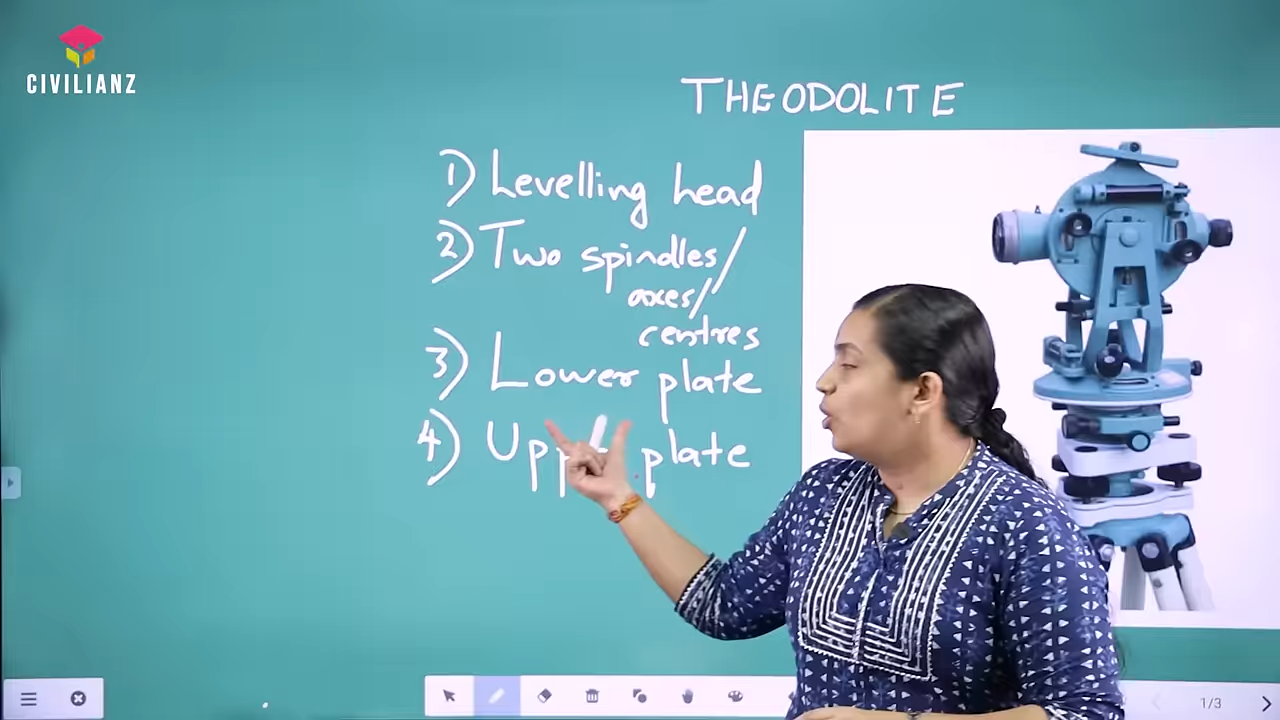 CIVILIANZ
THEODOLITE
1) Levelling head
2) Two spindles/
axes/
centres
3) Lower plate
4) plate
1/3